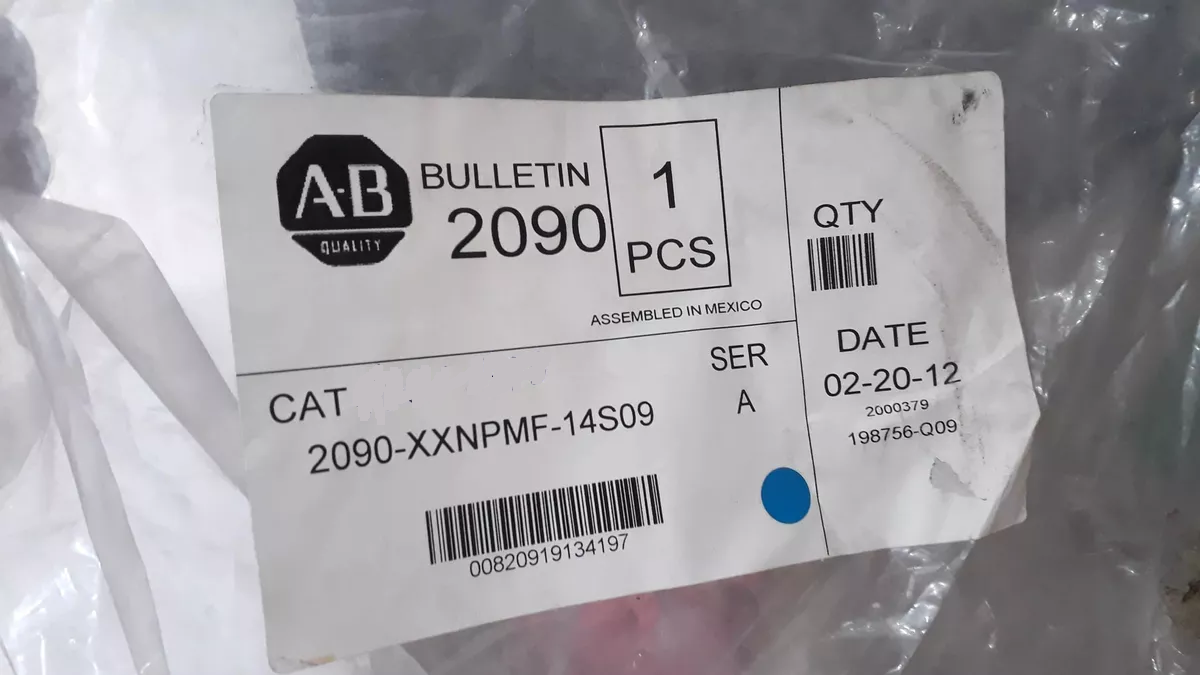 A-B
QUALITY
BULLETIN
2090
1
PCS
ASSEMBLED IN MEXICO
CAT
2090-XXNPMF-14S09
SER
A
00820919134197
QTY
DATE
02-20-12
2000379
198756-Q09